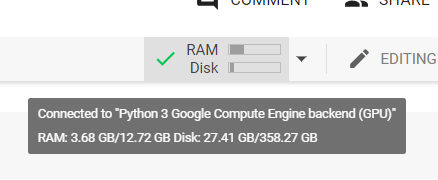 COMMENT
SHARE
RAM
Disk
EDITING
Connected to "Python 3 Google Compute Engine backend (GPU)"
RAM: 3.68 GB/12.72 GB Disk: 27.41 GB/358.27 GB